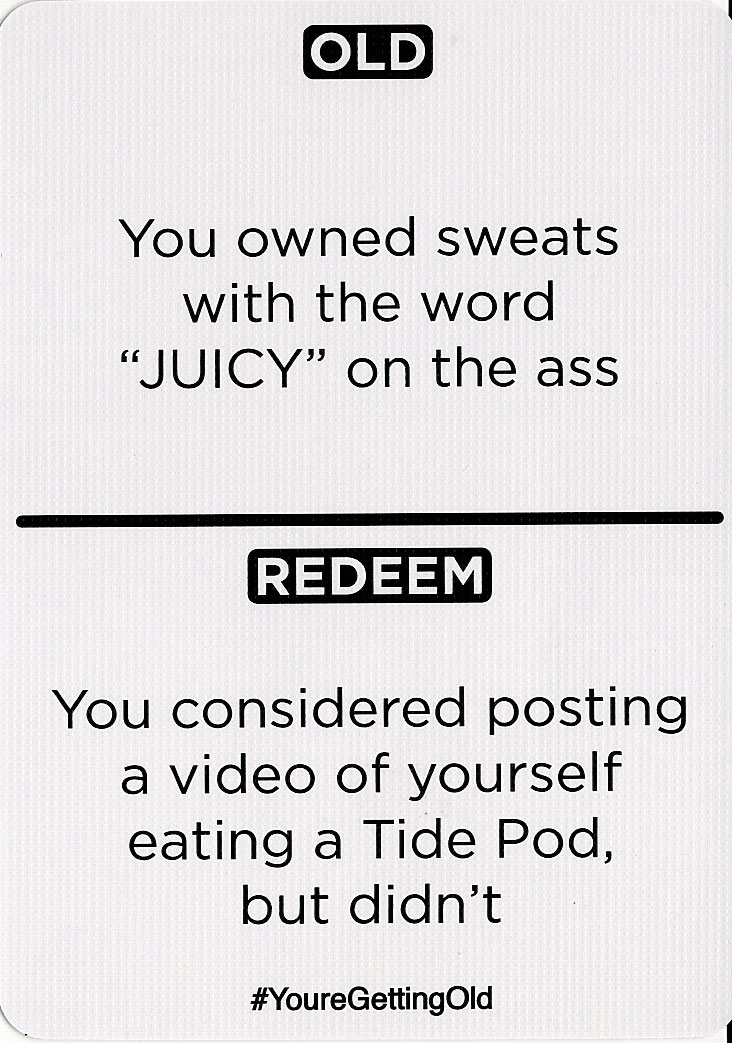 OLD
You owned sweats
with the word
“JUICY” on the ass
REDEEM
You considered posting
a video of yourself
eating a Tide Pod,
but didn’t
#YoureGettingOld